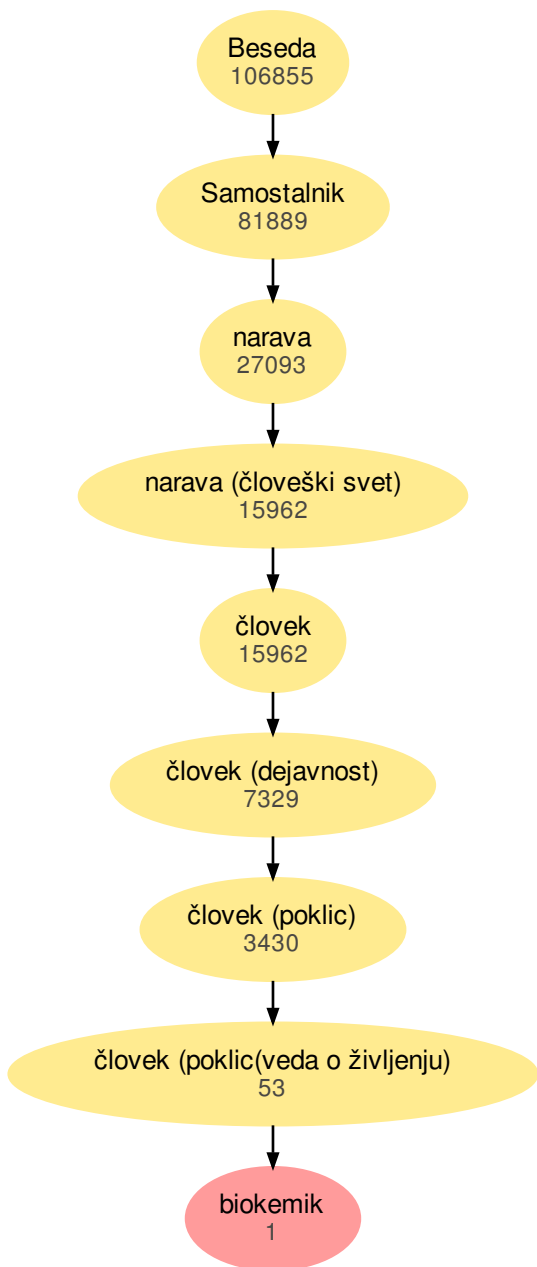 Beseda
106855
Samostalnik
81889
narava
27093
narava (človeški svet)
15962
človek
15962
človek (dejavnost)
7329
človek (poklic)
3430
človek (poklic(veda o življenju)
53
biokemik
1